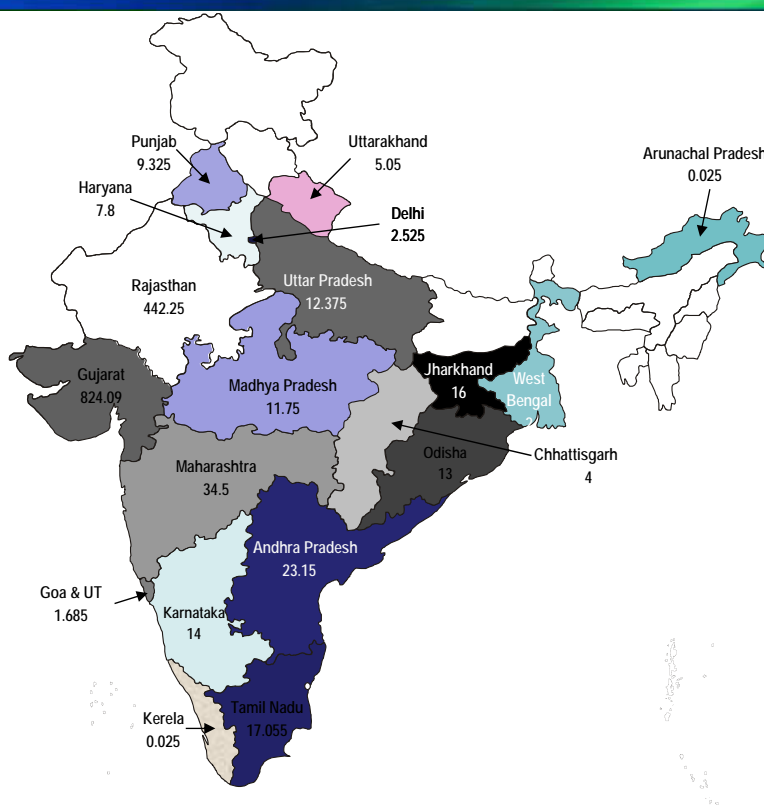 Punjab
9.325
Uttarakhand
5.05
Arunachal Pradesh
0.025
Haryana
7.8
Delhi
2.525
Rajasthan
442.25
Uttar Pradesh
12.375
Gujarat
824.09
Madhya Pradesh
11.75
Jharkhand
16
West
Bengal
2
Maharashtra
34.5
Odisha
13
Chhattisgarh
4
Andhra Pradesh
23.15
Goa & UT
1.685
Karnataka
14
Kerela
0.025
Tamil Nadu
17.055